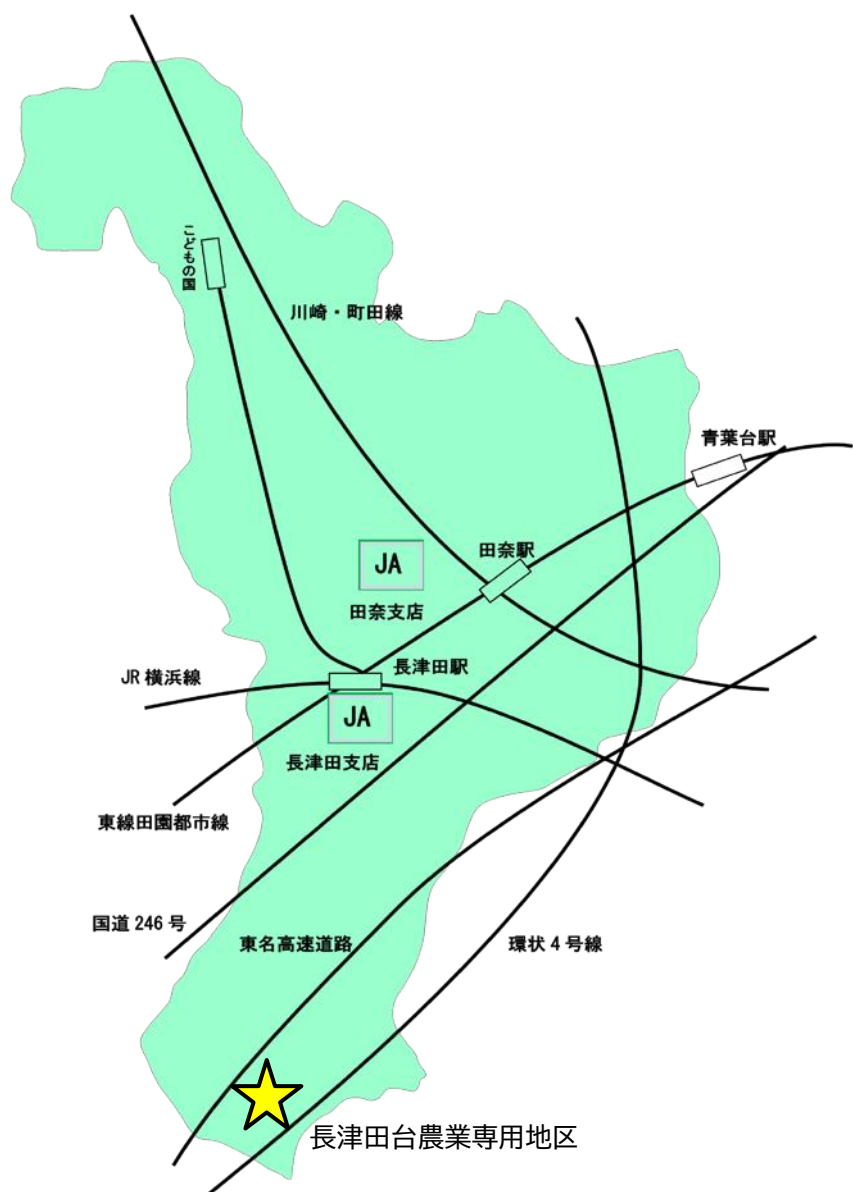 こどもの国
川崎・町田線
青葉台駅
田奈駅
JA
田奈支店
長津田駅
JR 横浜線
JA
長津田支店
東線田園都市線
国道 246 号
東名高速道路
環状 4 号線
長津田台農業専用地区